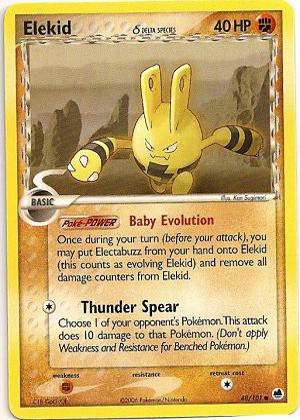 Elekid δ DELTA SPECIES 40 HP
Illus. Ken Sugimori
BASIC
Poké-POWER Baby Evolution
Once during your turn (before your attack), you
may put Electabuzz from your hand onto Elekid
(this counts as evolving Elekid) and remove all
damage counters from Elekid.
Thunder Spear
Choose 1 of your opponent's Pokémon. This attack
does 10 damage to that Pokémon. (Don't apply
Weakness and Resistance for Benched Pokémon.)
weakness resistance retreat cost
©2006 Pokémon/Nintendo